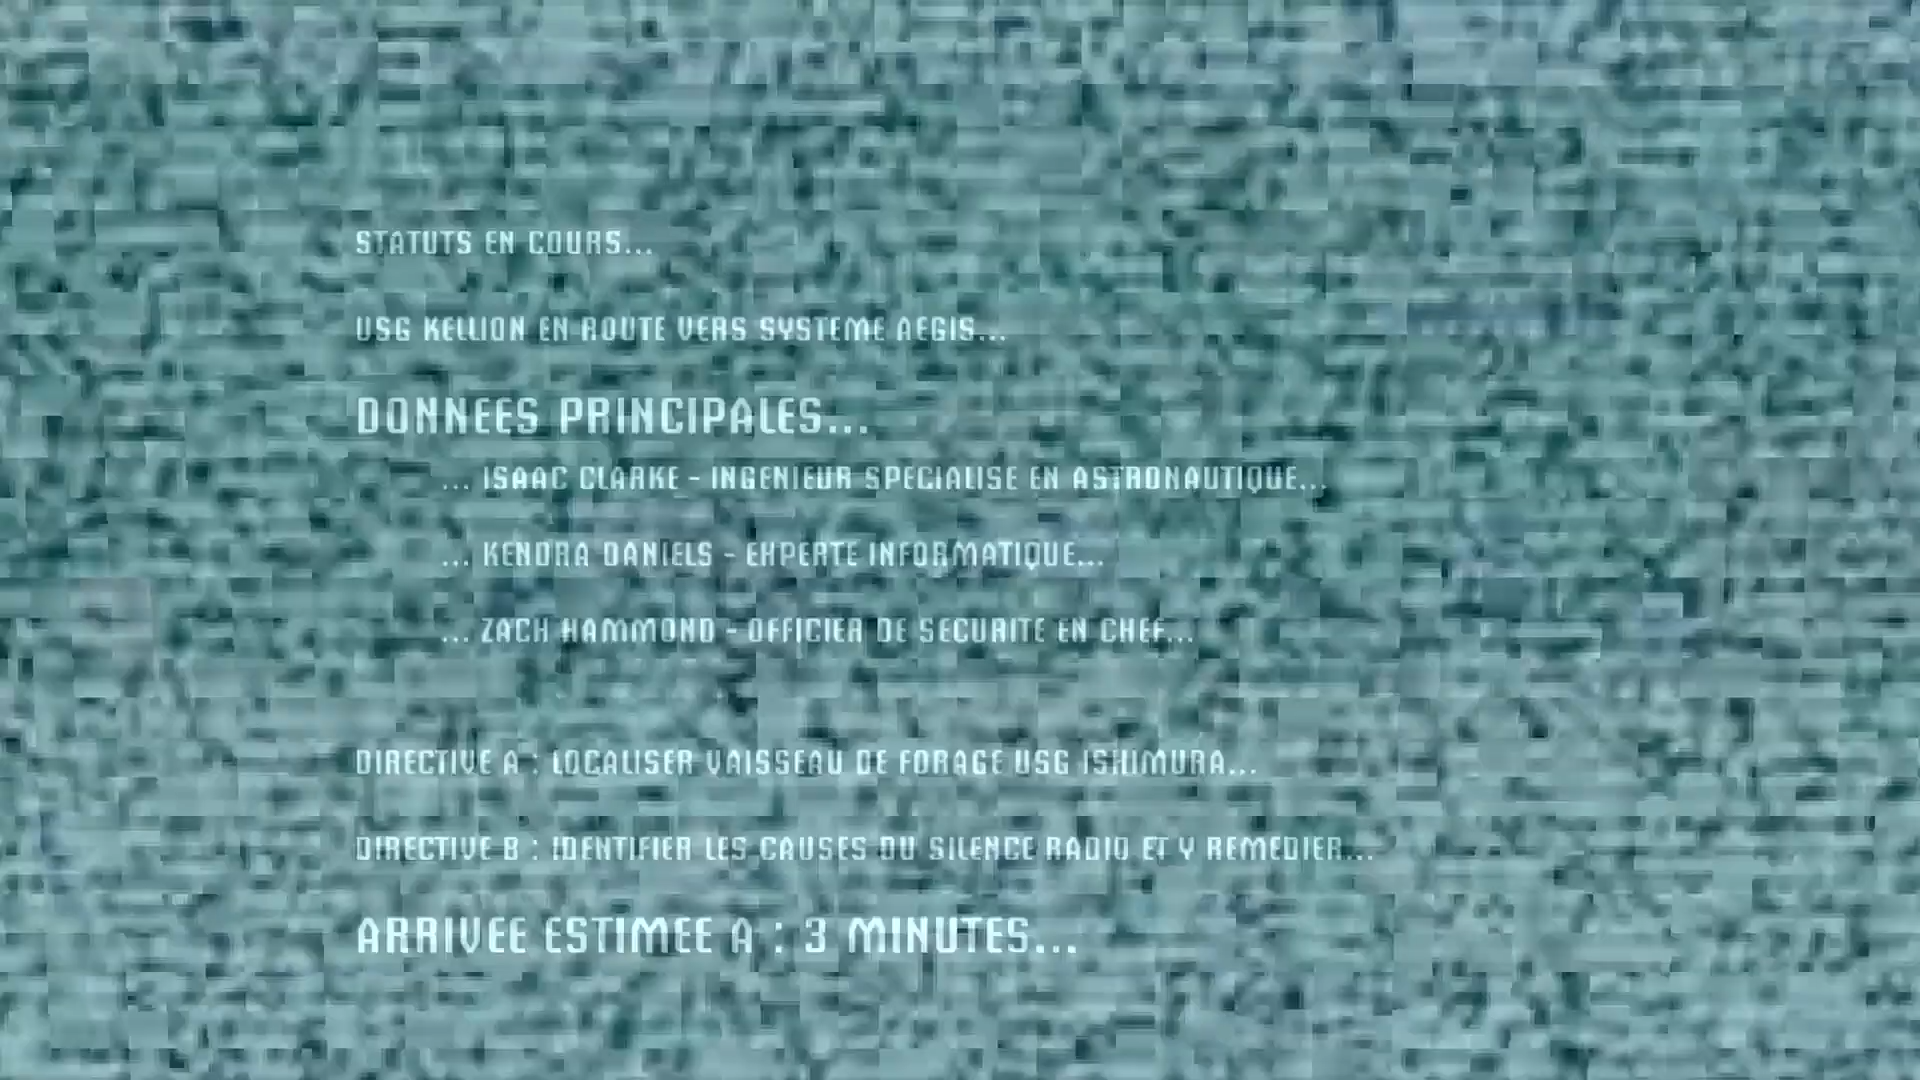 STATUTS EN COURS...
USG KELLION EN ROUTE VERS SYSTEME AEGIS...
DONNEES PRINCIPALES...
... ISAAC CLARKE - INGENIEUR SPECIALISE EN ASTRONAUTIQUE...
... KENDRA DANIELS - EXPERTE INFORMATIQUE...
... ZACH HAMMOND - OFFICIER DE SECURITE EN CHEF...
DIRECTIVE A : LOCALISER VAISSEAU DE FORAGE USG ISHIMURA...
DIRECTIVE B : IDENTIFIER LES CAUSES DU SILENCE RADIO ET Y REMEDIER...
ARRIVEE ESTIMEE A : 3 MINUTES...